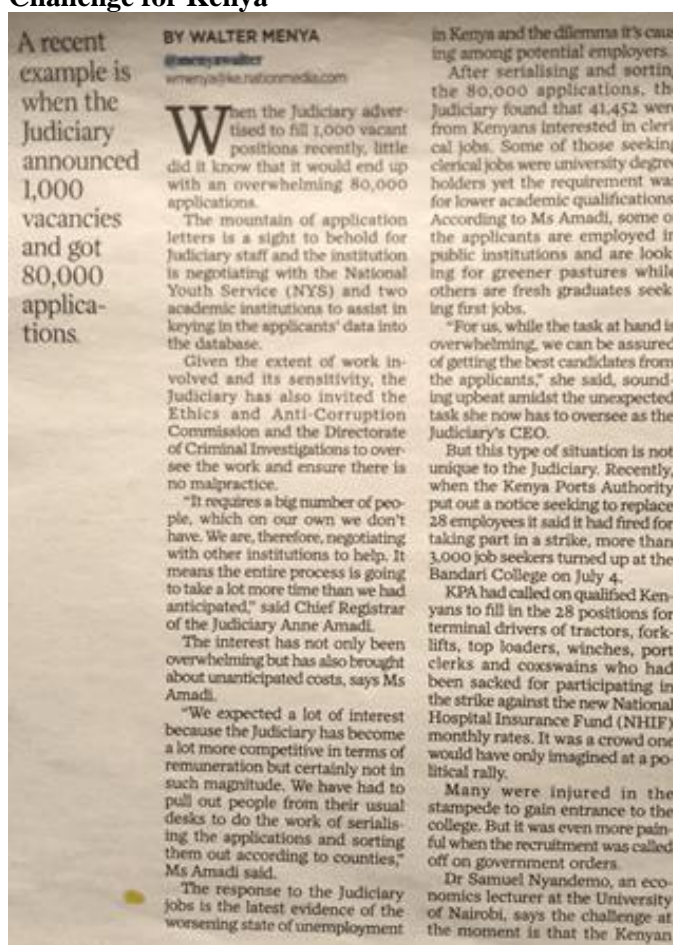 Challenge for Kenya
A recent
example is
when the
Judiciary
announced
1,000
vacancies
and got
80,000
applica-
tions.
BY WALTER MENYA
@menyawalter
wmenya@ke.nationmedia.com
When the Judiciary adver-
tised to fill 1,000 vacant
positions recently, little
did it know that it would end up
with an overwhelming 80,000
applications.
The mountain of application
letters is a sight to behold for
Judiciary staff and the institution
is negotiating with the National
Youth Service (NYS) and two
academic institutions to assist in
keying in the applicants' data into
the database.
Given the extent of work in-
volved and its sensitivity, the
Judiciary has also invited the
Ethics and Anti-Corruption
Commission and the Directorate
of Criminal Investigations to over-
see the work and ensure there is
no malpractice.
"It requires a big number of peo-
ple, which on our own we don't
have. We are, therefore, negotiating
with other institutions to help. It
means the entire process is going
to take a lot more time than we had
anticipated," said Chief Registrar
of the Judiciary Anne Amadi.
The interest has not only been
overwhelming but has also brought
about unanticipated costs, says Ms
Amadi.
"We expected a lot of interest
because the Judiciary has become
a lot more competitive in terms of
remuneration but certainly not in
such magnitude. We have had to
pull out people from their usual
desks to do the work of serialis-
ing the applications and sorting
them out according to counties,"
Ms Amadi said.
The response to the Judiciary
jobs is the latest evidence of the
worsening state of unemployment
in Kenya and the dilemma it's caus
ing among potential employers.
After serialising and sorting
the 80,000 applications, the
Judiciary found that 41,452 were
from Kenyans interested in cleri
cal jobs. Some of those seeking
clerical jobs were university degree
holders yet the requirement was
for lower academic qualifications.
According to Ms Amadi, some of
the applicants are employed in
public institutions and are look-
ing for greener pastures while
others are fresh graduates seek-
ing first jobs.
"For us, while the task at hand is
overwhelming, we can be assured
of getting the best candidates from
the applicants," she said, sound-
ing upbeat amidst the unexpected
task she now has to oversee as the
Judiciary's CEO.
But this type of situation is not
unique to the Judiciary. Recently,
when the Kenya Ports Authority
put out a notice seeking to replace
28 employees it said it had fired for
taking part in a strike, more than
3,000 job seekers turned up at the
Bandari College on July 4.
KPA had called on qualified Ken-
yans to fill in the 28 positions for
terminal drivers of tractors, fork-
lifts, top loaders, winches, port
clerks and coxswains who had
been sacked for participating in
the strike against the new National
Hospital Insurance Fund (NHIF)
monthly rates. It was a crowd one
would have only imagined at a po-
litical rally.
Many were injured in the
stampede to gain entrance to the
college. But it was even more pain-
ful when the recruitment was called
off on government orders.
Dr Samuel Nyandemo, an eco-
nomics lecturer at the University
of Nairobi, says the challenge at
the moment is that the Kenyan